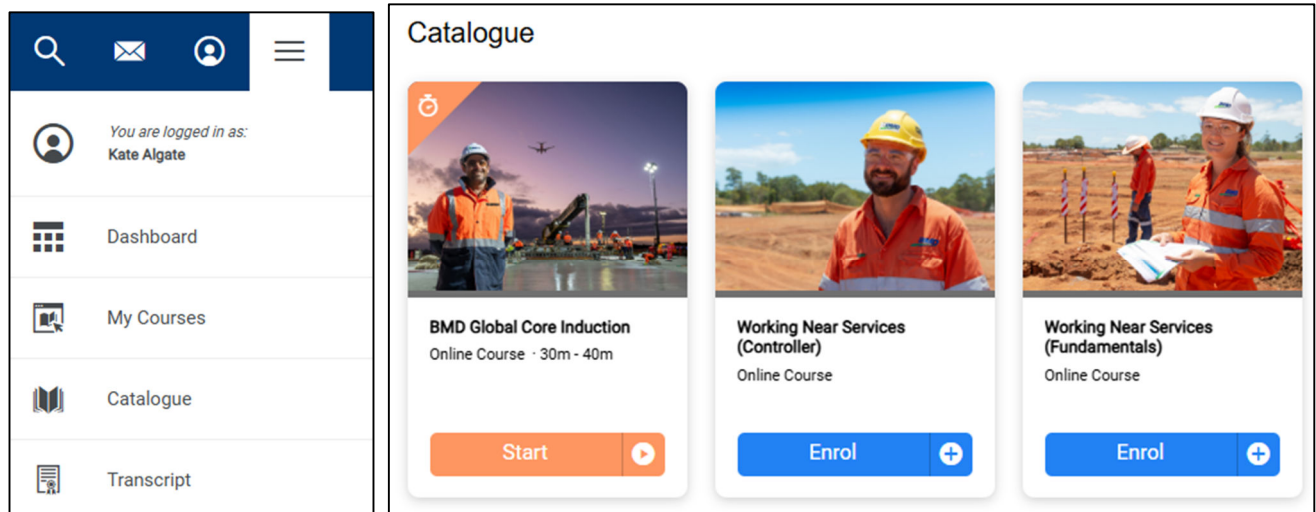 You are logged in as:
Kate Algate
Dashboard
My Courses
Catalogue
Transcript
Catalogue
BMD Global Core Induction
Online Course · 30m - 40m
Start
Working Near Services
(Controller)
Online Course
Enrol
Working Near Services
(Fundamentals)
Online Course
Enrol